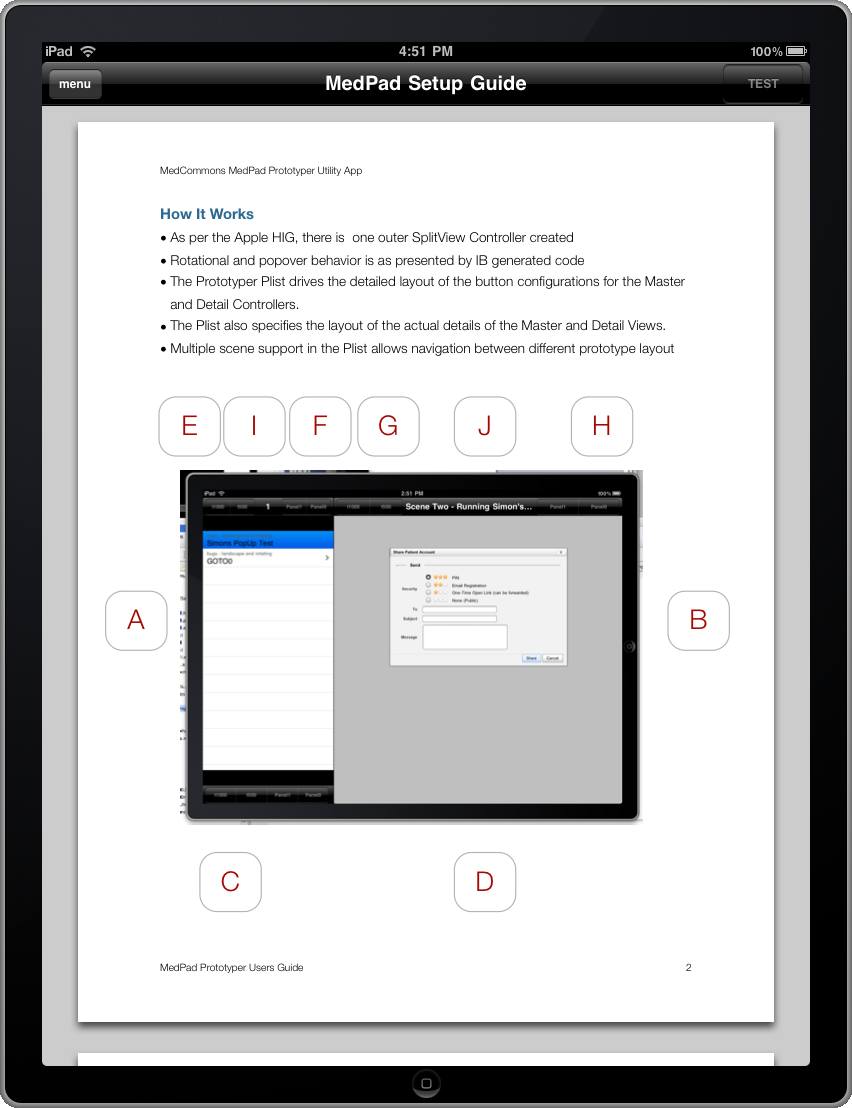 iPad
4:51 PM
100%
menu
MedPad Setup Guide
TEST
MedCommons MedPad Prototyper Utility App
How It Works
• As per the Apple HIG, there is one outer SplitView Controller created
• Rotational and popover behavior is as presented by IB generated code
• The Prototyper Plist drives the detailed layout of the button configurations for the Master
and Detail Controllers.
• The Plist also specifies the layout of the actual details of the Master and Detail Views.
• Multiple scene support in the Plist allows navigation between different prototype layout
E I F G J H
iPad
2:51 PM
100%
1
Scene Two - Running Simon's...
Simons PopUp Test
bugs - landscape and rotating
GOTO0
Share Patient Account
Send
Security
PIN
Email Registration
One-Time Open Link (can be forwarded)
None (Public)
To
Subject
Message
Share Cancel
A
B
C D
MedPad Prototyper Users Guide
2